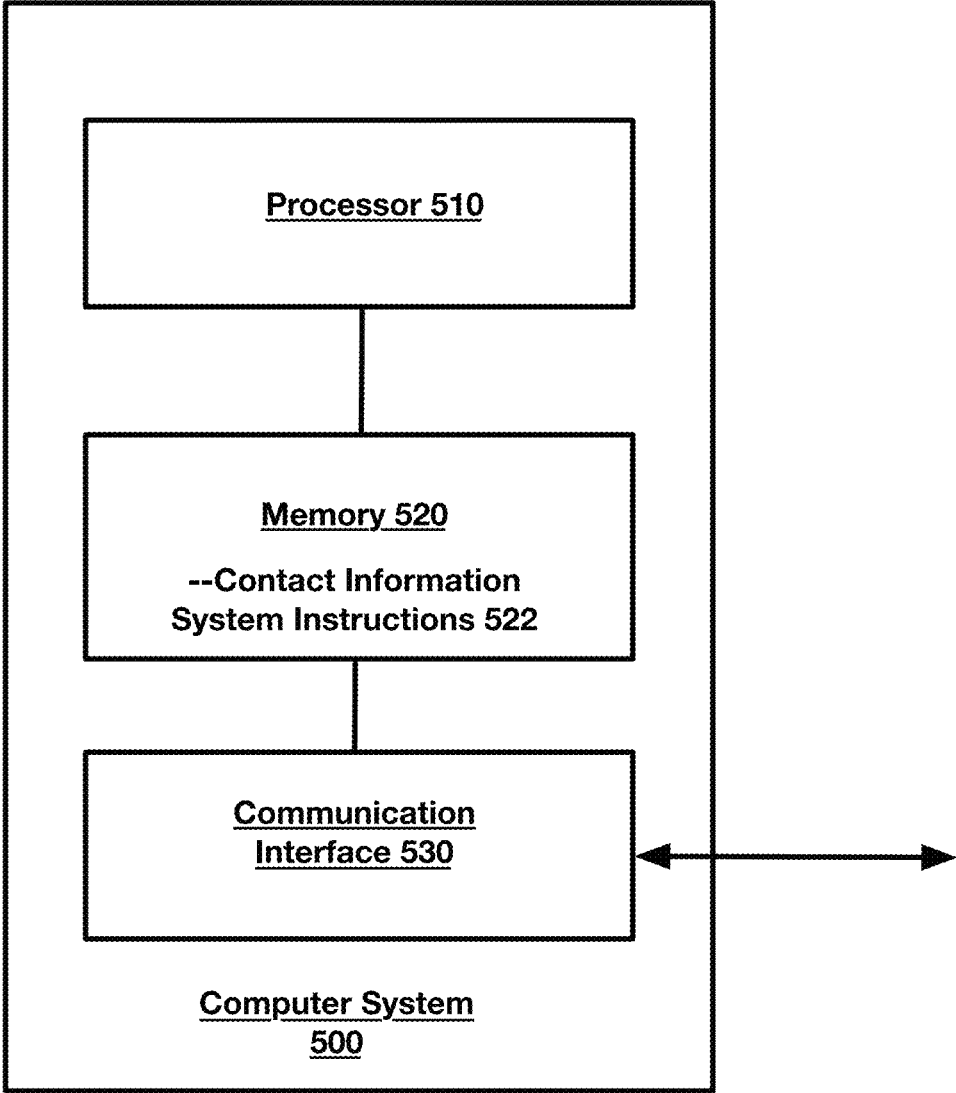 Processor 510
Memory 520
--Contact Information
System Instructions 522
Communication
Interface 530
Computer System
500